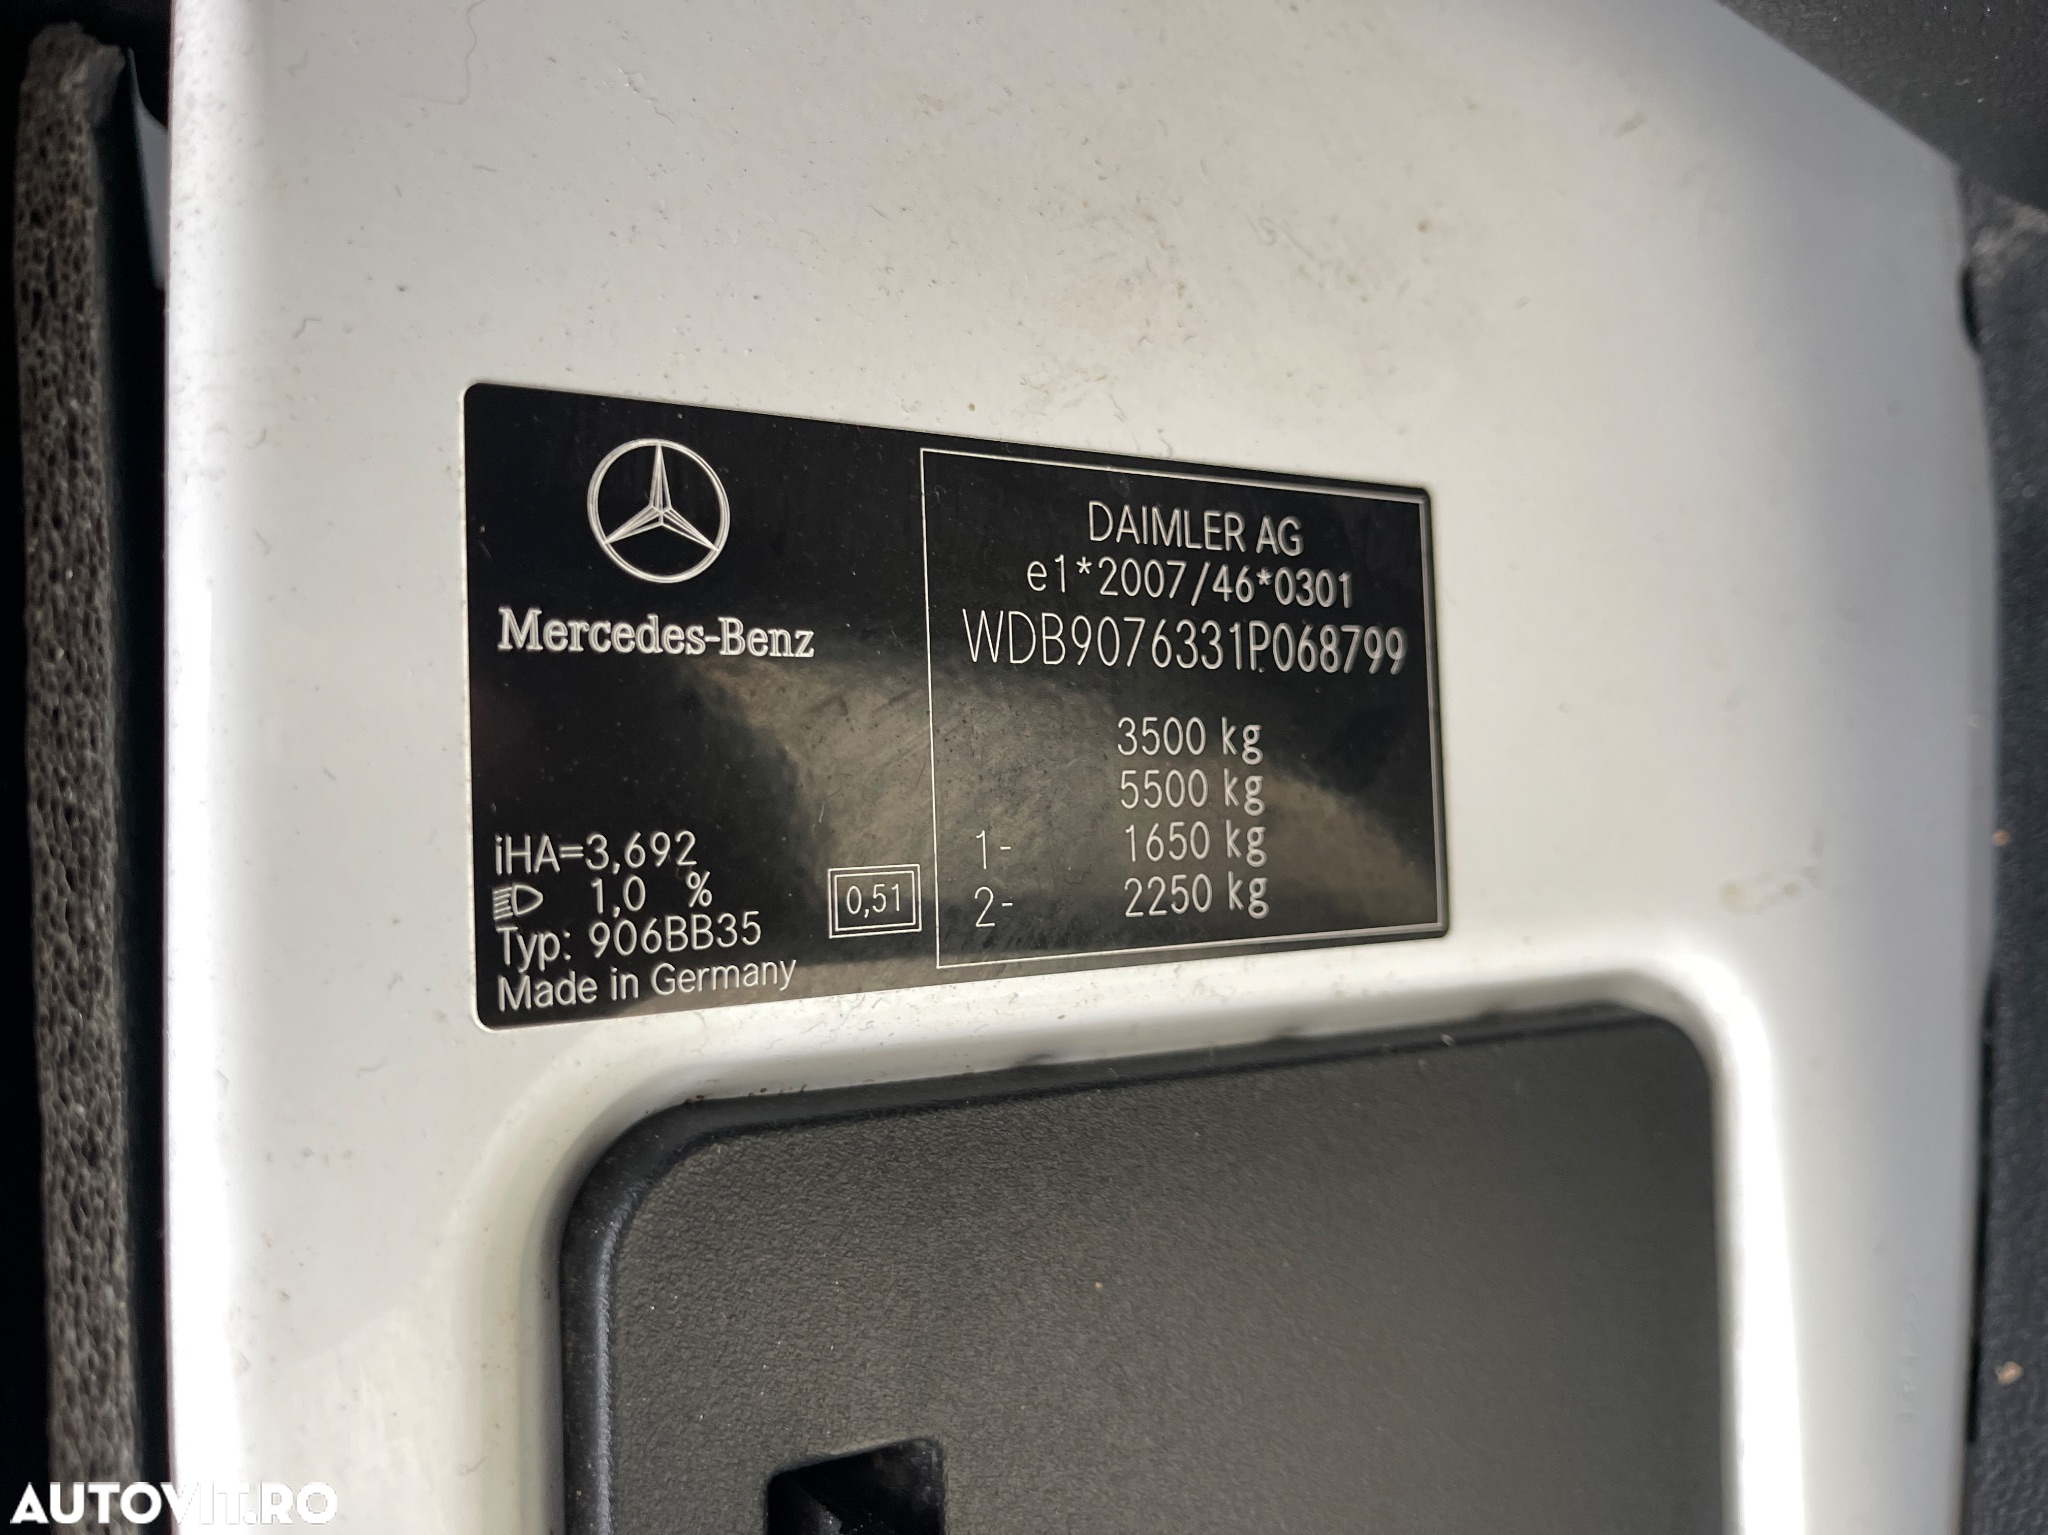 Mercedes-Benz
iHA=3,692
1,0 %
Typ: 906BB35
Made in Germany
0,51
DAIMLER AG
e1*2007/46*0301
WDB9076331P068799
3500 kg
5500 kg
1- 1650 kg
2- 2250 kg
AUTOVIT.RO